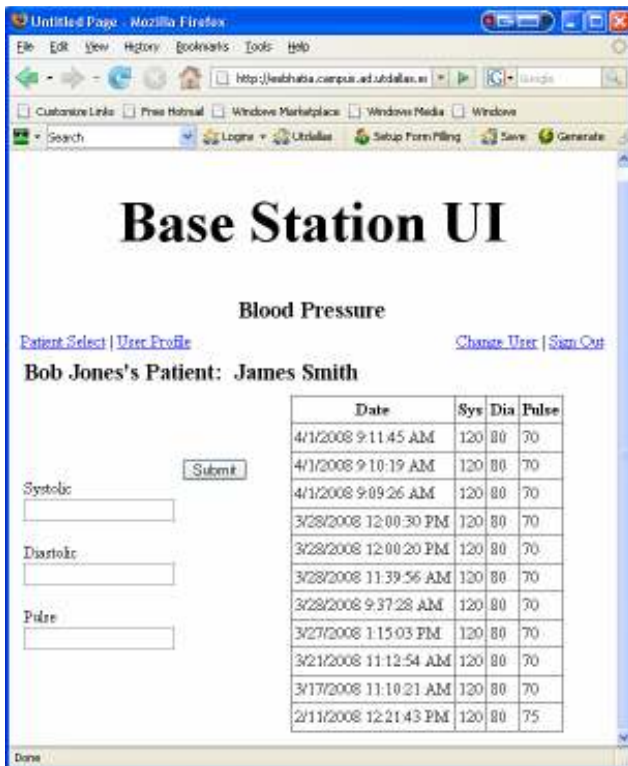 Untitled Page - Mozilla Firefox
File Edit View History Bookmarks Tools Help
http://esbhatia.campus.ad.utdallas.e
Customize Links Free Hotmail Windows Marketplace Windows Media Windows
Search Logins Utdallas Setup Form Filling Save Generate
Base Station UI
Blood Pressure
Patient Select | User Profile Change User | Sign Out
Bob Jones's Patient: James Smith
Date Sys Dia Pulse
4/1/2008 9:11:45 AM 120 80 70
4/1/2008 9:10:19 AM 120 80 70
Submit
Systolic
4/1/2008 9:09:26 AM 120 80 70
3/28/2008 12:00:30 PM 120 80 70
Diastolic
3/28/2008 12:00:20 PM 120 80 70
3/28/2008 11:39:56 AM 120 80 70
3/28/2008 9:37:28 AM 120 80 70
Pulse
3/27/2008 1:15:03 PM 120 80 70
3/21/2008 11:12:54 AM 120 80 70
3/17/2008 11:10:21 AM 120 80 70
2/11/2008 12:21:43 PM 120 80 75
Done